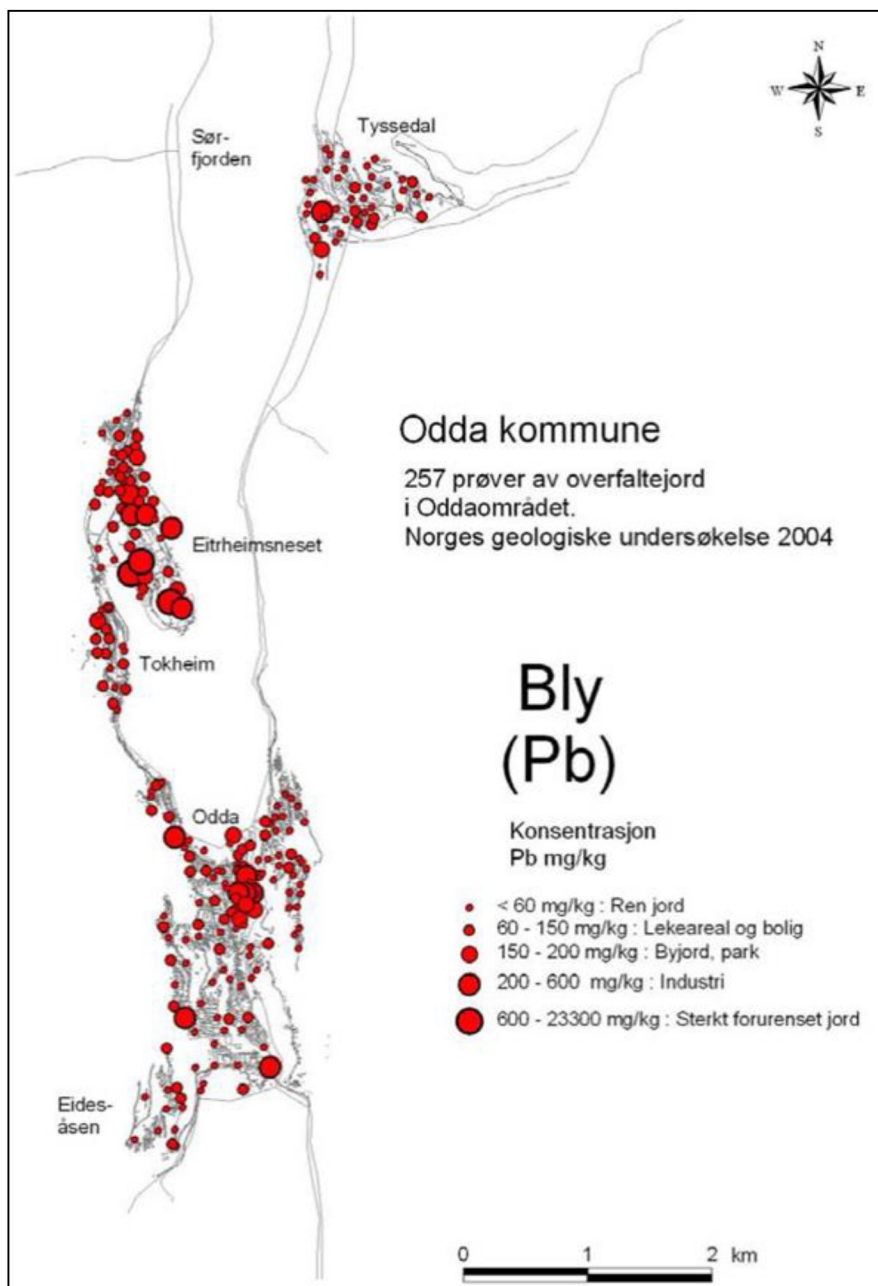 N
W E
S
Tyssedal
Sør-
fjorden
Odda kommune
257 prøver av overfaltejord
i Oddaområdet.
Norges geologiske undersøkelse 2004
Eitrheimsneset
Tokheim
Bly
(Pb)
Odda
Konsentrasjon
Pb mg/kg
< 60 mg/kg : Ren jord
60 - 150 mg/kg : Lekeareal og bolig
150 - 200 mg/kg : Byjord, park
200 - 600 mg/kg : Industri
600 - 23300 mg/kg : Sterkt forurenset jord
Eides-
åsen
0 1 2 km